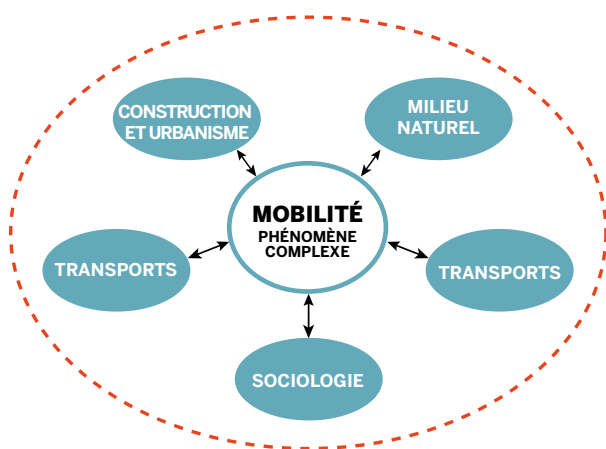 CONSTRUCTION
ET URBANISME
MILIEU
NATUREL
MOBILITÉ
PHÉNOMÈNE
COMPLEXE
TRANSPORTS
TRANSPORTS
SOCIOLOGIE